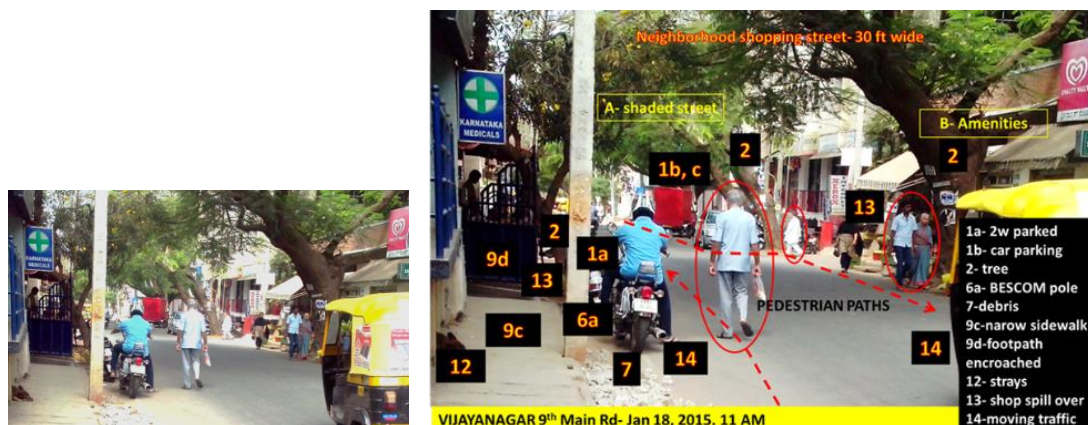 KARNATAKA
MEDICALS
Neighborhood shopping street- 30 ft wide
A- shaded street
B- Amenities
KARNATAKA
MEDICALS
2
2
1b, c
13
2
9d
1a
13
6a
9c
12
7
14
14
PEDESTRIAN PATHS
1a- 2w parked
1b- car parking
2- tree
6a- BESCOM pole
7-debris
9c-narow sidewalk
9d-footpath
encroached
12- strays
13- shop spill over
14-moving traffic
VIJAYANAGAR 9th Main Rd- Jan 18, 2015, 11 AM